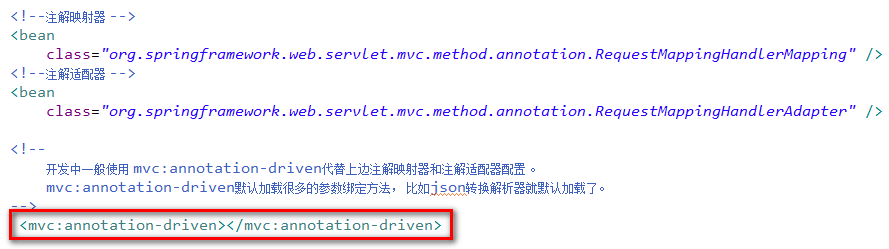 <!--注解映射器 -->
<bean
class="org.springframework.web.servlet.mvc.method.annotation.RequestMappingHandlerMapping" />
<!--注解适配器 -->
<bean
class="org.springframework.web.servlet.mvc.method.annotation.RequestMappingHandlerAdapter" />
<!--
开发中一般使用 mvc:annotation-driven代替上边注解映射器和注解适配器配置 。
mvc:annotation-driven默认加载很多的参数绑定方法， 比如json转换解析器就默认加载了。
-->
<mvc:annotation-driven></mvc:annotation-driven>